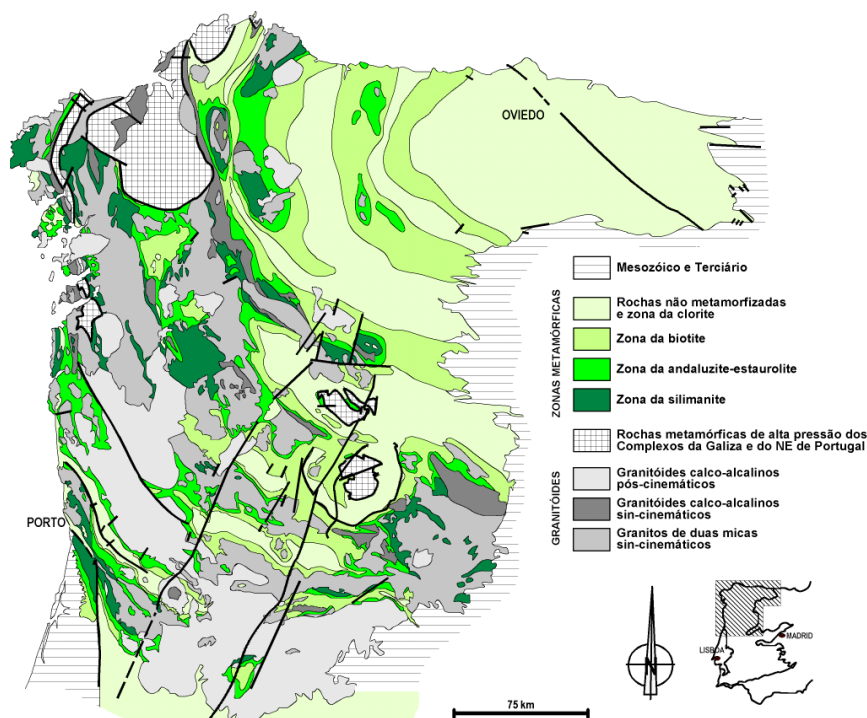 OVIEDO
Mesozóico e Terciário
ZONAS METAMÓRFICAS
Rochas não metamorfizadas
e zona da clorite
Zona da biotite
Zona da andaluzite-estaurolite
Zona da silimanite
Rochas metamórficas de alta pressão dos
Complexos da Galiza e do NE de Portugal
GRANITÓIDES
Granitóides calco-alcalinos
pós-cinemáticos
Granitóides calco-alcalinos
sin-cinemáticos
Granitos de duas micas
sin-cinemáticos
PORTO
N
MADRID
LISBOA
75 km